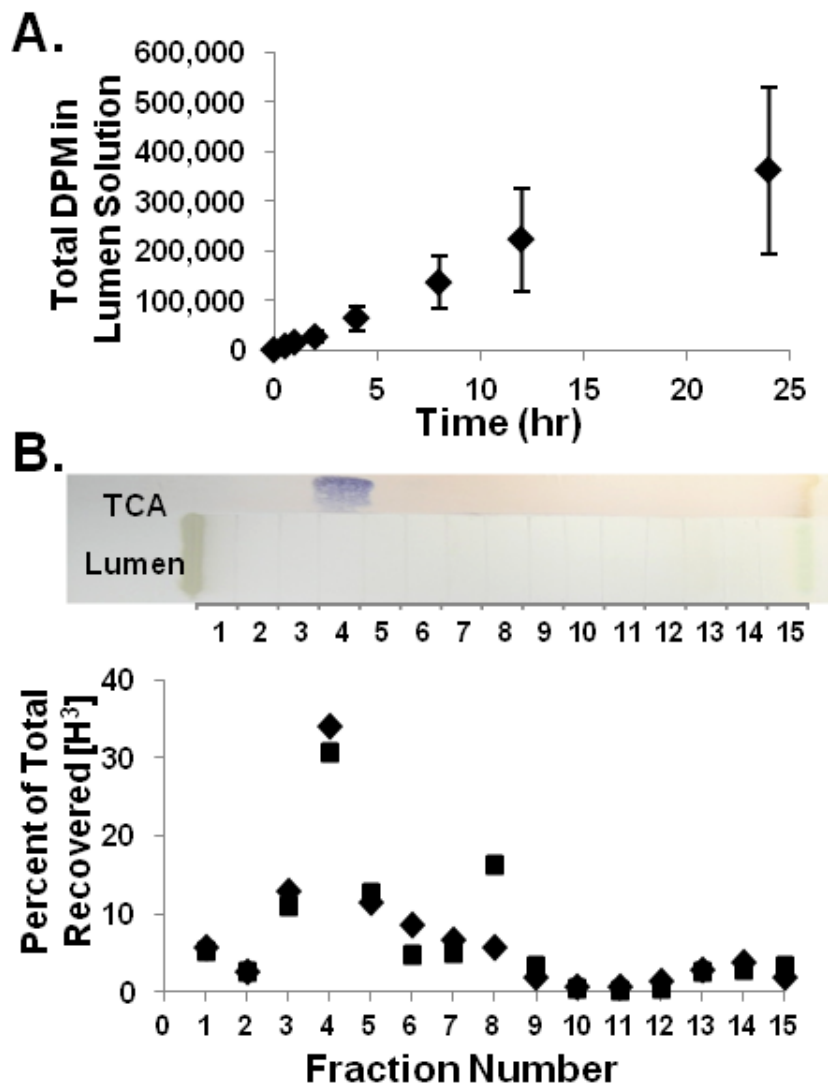 A.
600,000
500,000
400,000
300,000
200,000
100,000
0
Total DPM in
Lumen Solution
0 5 10 15 20 25
Time (hr)
B.
TCA
Lumen
1 2 3 4 5 6 7 8 9 10 11 12 13 14 15
40
30
20
10
0
Percent of Total
Recovered [H³]
0 1 2 3 4 5 6 7 8 9 10 11 12 13 14 15
Fraction Number